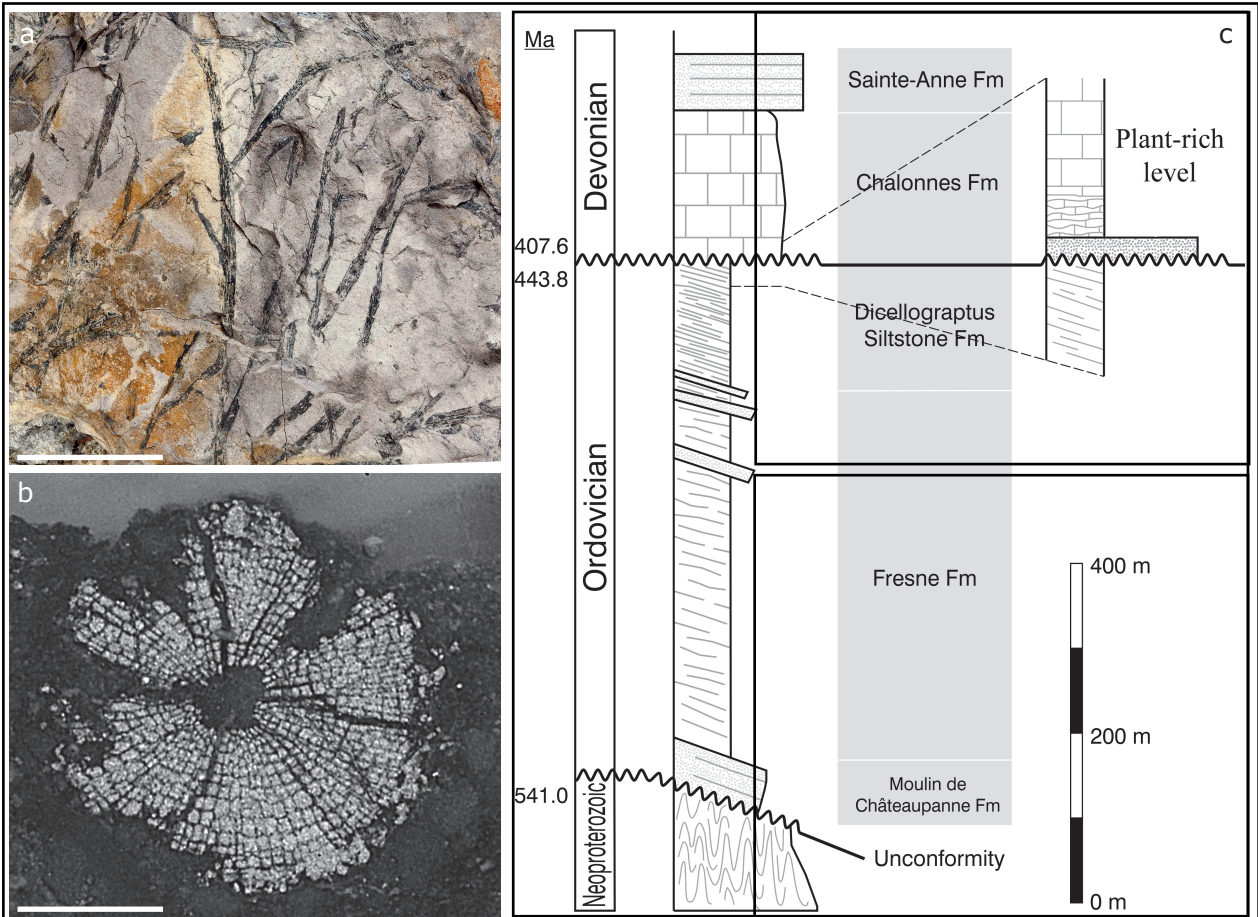 a
b
c
Ma
Devonian
407.6
443.8
Ordovician
541.0
Neoproterozoic
Sainte-Anne Fm
Chalonnes Fm
Dicellograptus
Siltstone Fm
Fresne Fm
Moulin de
Châteaupanne Fm
Unconformity
Plant-rich
level
400 m
200 m
0 m